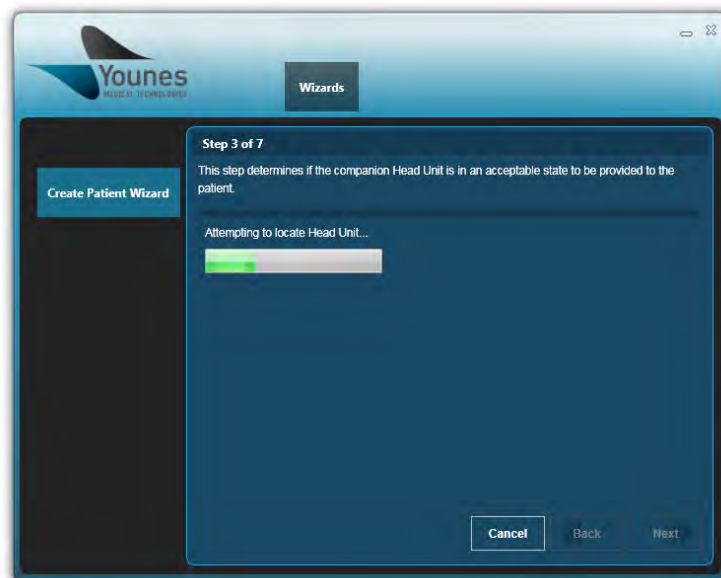 Younes
MEDICAL TECHNOLOGIES
Wizards
Create Patient Wizard
Step 3 of 7
This step determines if the companion Head Unit is in an acceptable state to be provided to the
patient.
Attempting to locate Head Unit...
Cancel
Back
Next